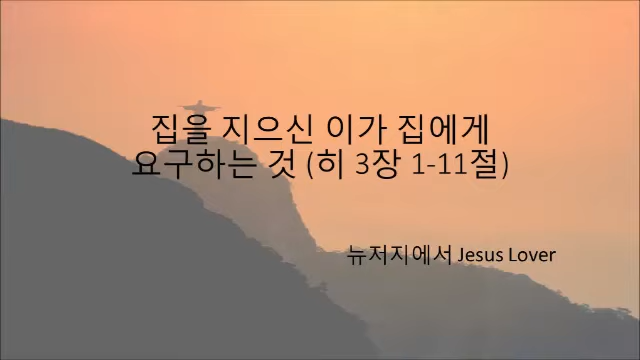 집을 지으신 이가 집에게
요구하는 것 (히 3장 1-11절)
뉴저지에서 Jesus Lover